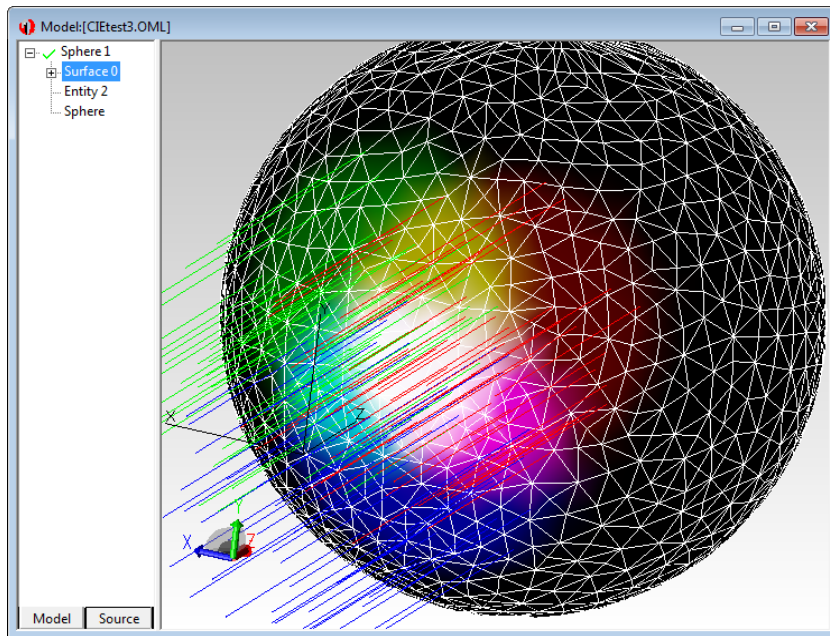 Model:[CIEtest3.OML]
Sphere 1
Surface 0
Entity 2
Sphere
X
Z
Y
X
Z
Model
Source